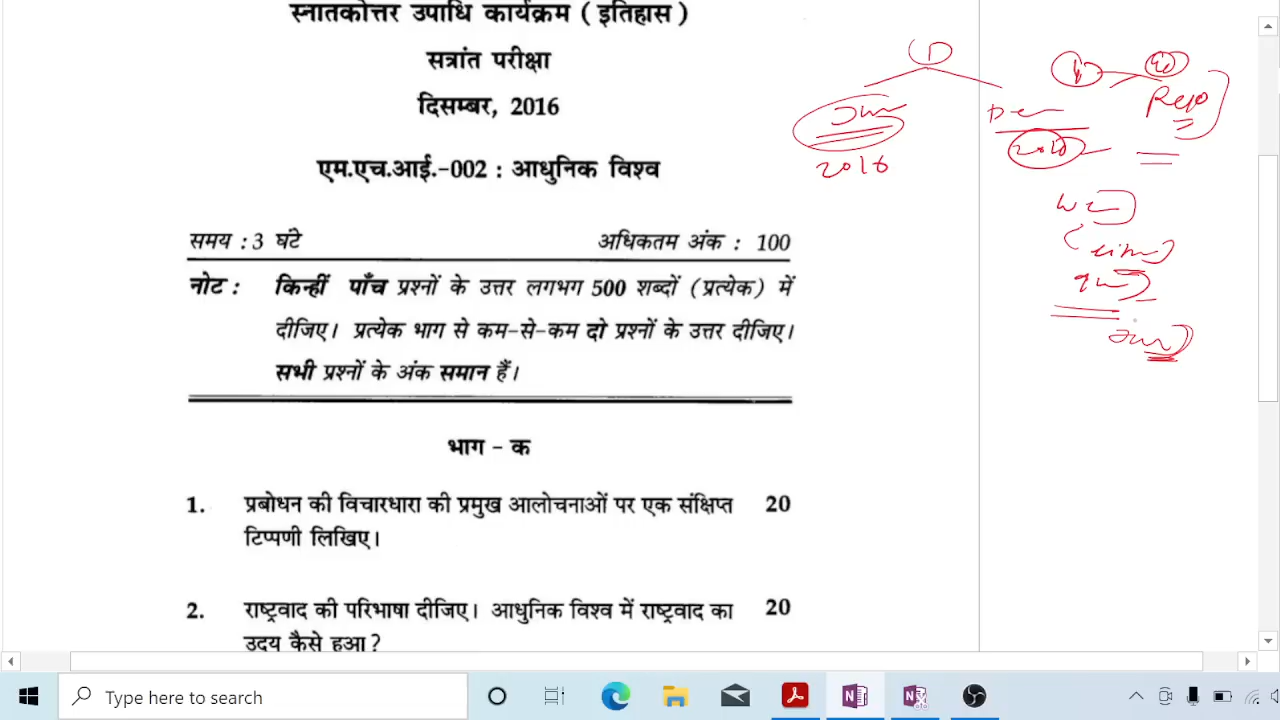 स्नातकोत्तर उपाधि कार्यक्रम ( इतिहास )
सत्रांत परीक्षा
दिसम्बर, 2016
एम.एच.आई.-002 : आधुनिक विश्व
समय : 3 घंटे अधिकतम अंक : 100
नोट : किन्हीं पाँच प्रश्नों के उत्तर लगभग 500 शब्दों (प्रत्येक) में
दीजिए। प्रत्येक भाग से कम-से-कम दो प्रश्नों के उत्तर दीजिए।
सभी प्रश्नों के अंक समान हैं।
भाग - क
1. प्रबोधन की विचारधारा की प्रमुख आलोचनाओं पर एक संक्षिप्त 20
टिप्पणी लिखिए।
2. राष्ट्रवाद की परिभाषा दीजिए। आधुनिक विश्व में राष्ट्रवाद का 20
उदय कैसे हुआ?
2016
Type here to search